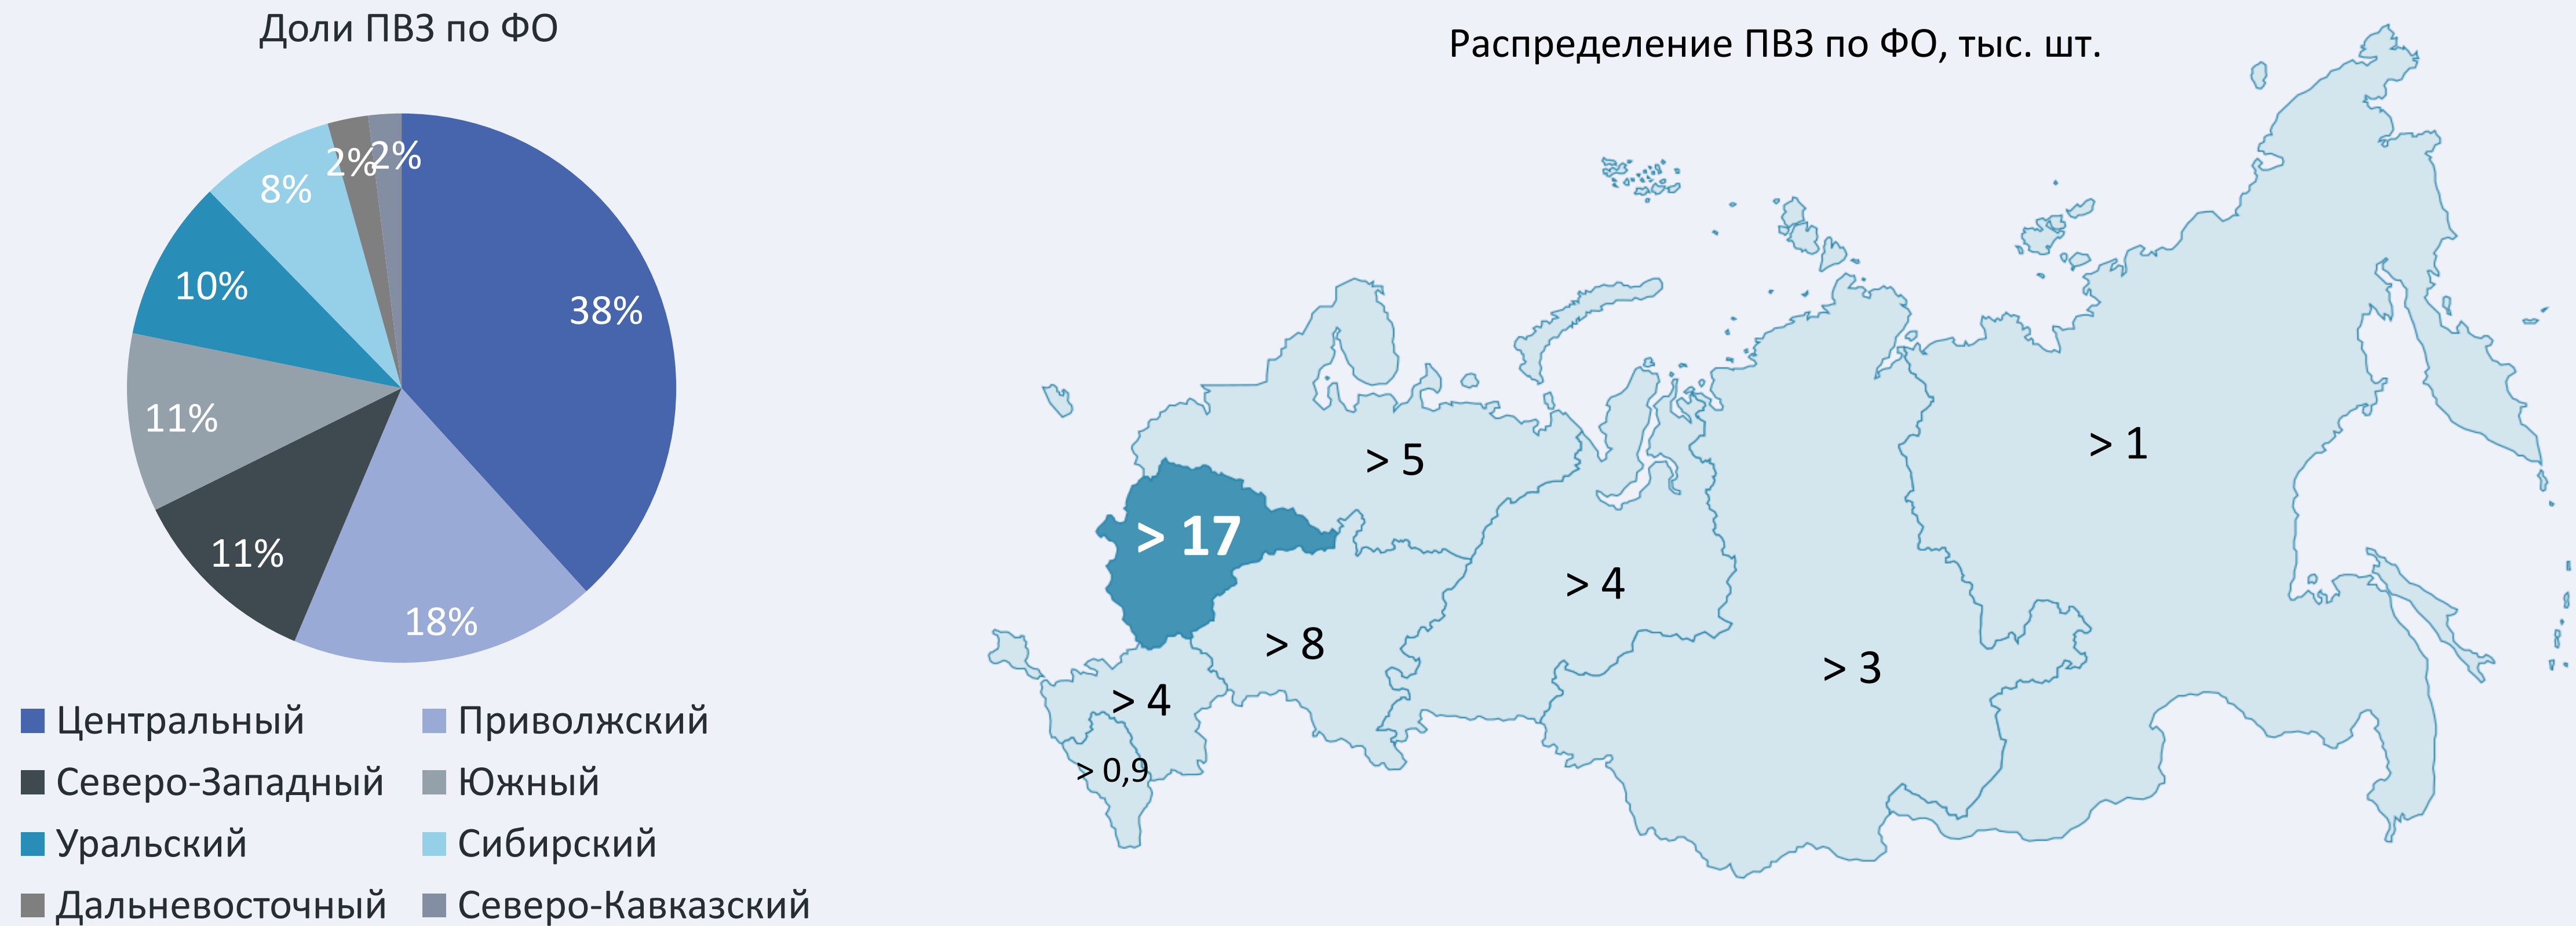 Доли ПВЗ по ФО
38%
18%
11%
11%
10%
8%
2%
2%
Центральный
Приволжский
Северо-Западный
Южный
Уральский
Сибирский
Дальневосточный
Северо-Кавказский
Распределение ПВЗ по ФО, тыс. шт.
> 5
> 1
> 17
> 4
> 8
> 3
> 4
> 0,9